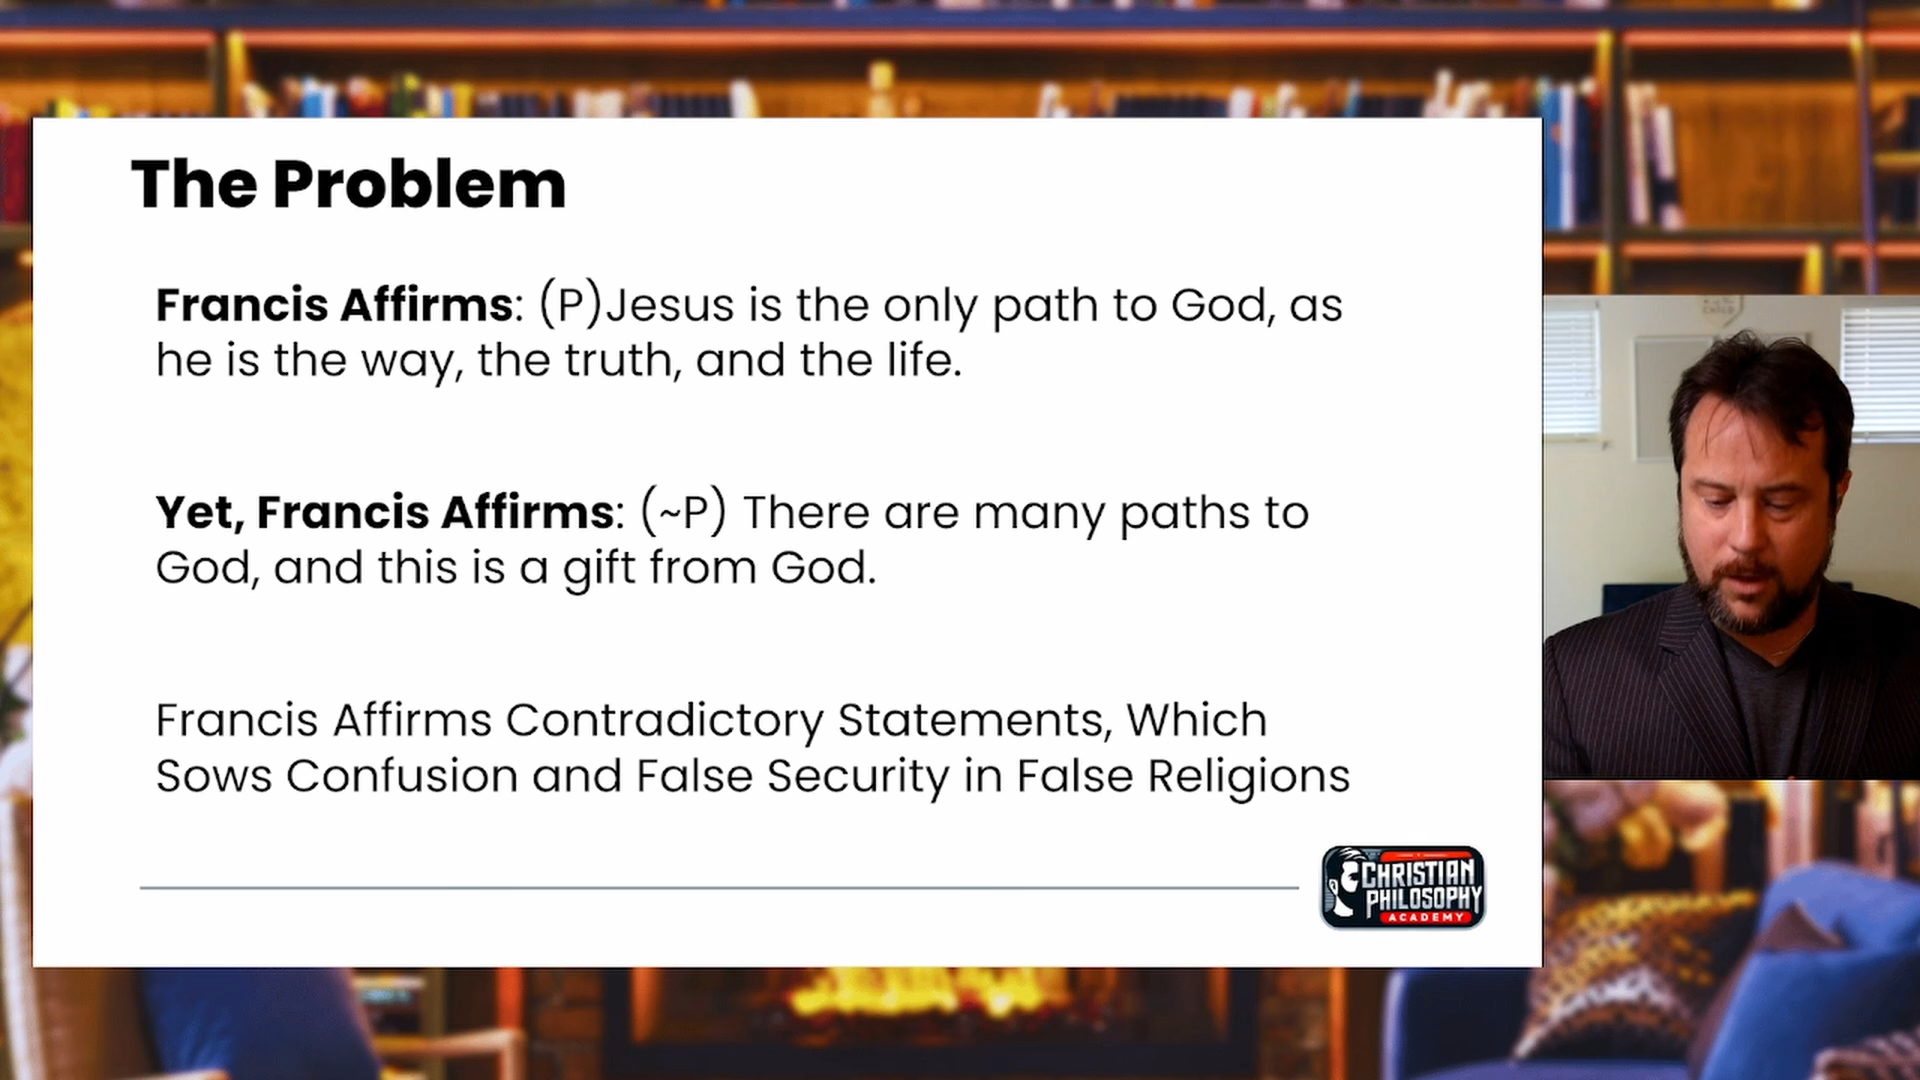 The Problem
Francis Affirms: (P)Jesus is the only path to God, as
he is the way, the truth, and the life.
Yet, Francis Affirms: (~P) There are many paths to
God, and this is a gift from God.
Francis Affirms Contradictory Statements, Which
Sows Confusion and False Security in False Religions
CHRISTIAN
PHILOSOPHY
ACADEMY